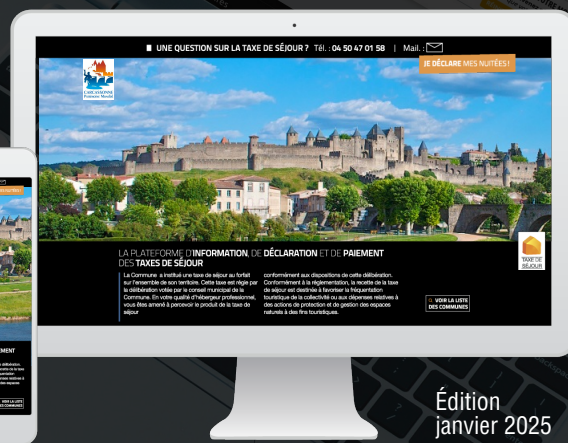 UNE QUESTION SUR LA TAXE DE SÉJOUR ? Tél. : 04 50 47 01 58 | Mail. :
JE DÉCLARE MES NUITÉES !
CARCASSONNE
LA PLATEFORME D'INFORMATION, DE DÉCLARATION ET DE PAIEMENT
DES TAXES DE SÉJOUR
La Commune a institué une taxe de séjour au forfait
sur l'ensemble de son territoire. Cette taxe est régie par
la délibération votée par le conseil municipal de la
Commune. En votre qualité d'hébergeur professionnel,
vous êtes amené à percevoir le produit de la taxe de
séjour
conformément aux dispositions de cette délibération.
Conformément à la réglementation, la recette de la taxe
de séjour est destinée à favoriser la fréquentation
touristique de la collectivité ou aux dépenses relatives à
des actions de protection et de gestion des espaces
naturels à des fins touristiques.
TAXE DE
SÉJOUR
VOIR LA LISTE
DES COMMUNES
Édition
janvier 2025